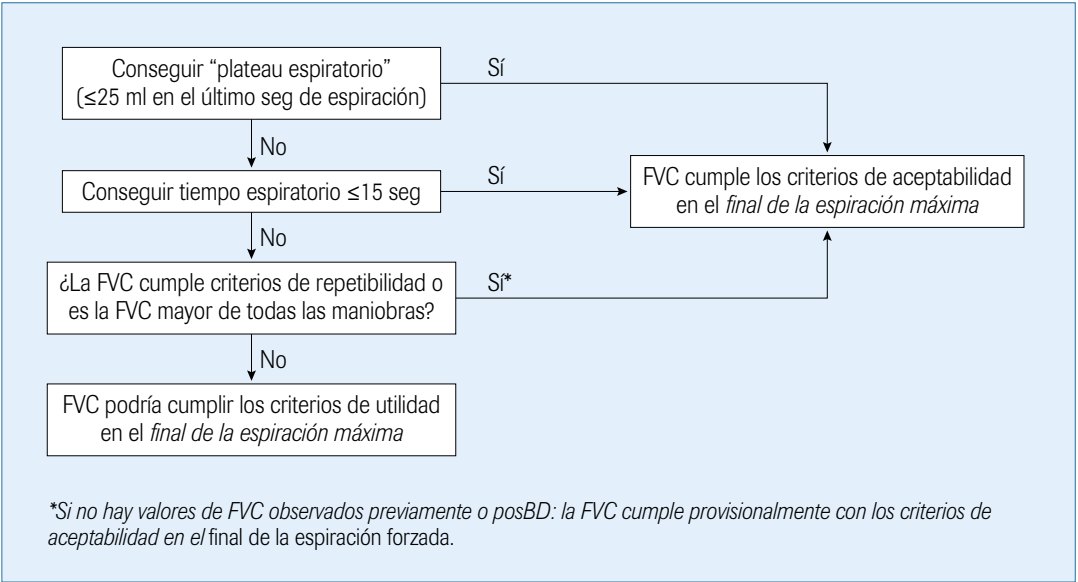 Conseguir “plateau espiratorio”
(≤25 ml en el último seg de espiración)
Sí
No
Conseguir tiempo espiratorio ≤15 seg
Sí
FVC cumple los criterios de aceptabilidad
en el final de la espiración máxima
No
¿La FVC cumple criterios de repetibilidad o
es la FVC mayor de todas las maniobras?
Sí*
No
FVC podría cumplir los criterios de utilidad
en el final de la espiración máxima
*Si no hay valores de FVC observados previamente o posBD: la FVC cumple provisionalmente con los criterios de
aceptabilidad en el final de la espiración forzada.